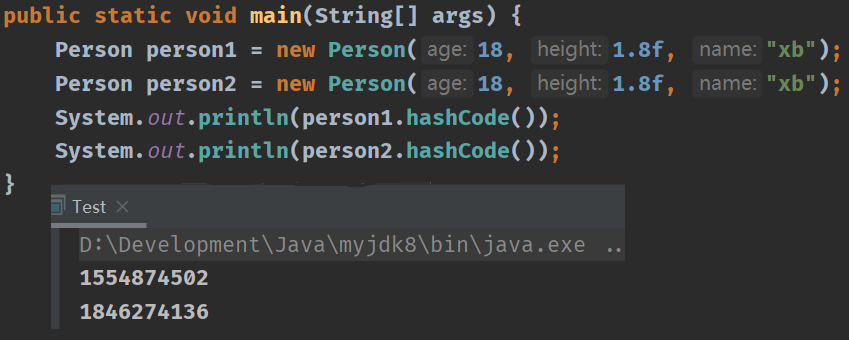 public static void main(String[] args) {
Person person1 = new Person( age: 18, height: 1.8f, name: "xb");
Person person2 = new Person( age: 18, height: 1.8f, name: "xb");
System.out.println(person1.hashCode());
System.out.println(person2.hashCode());
}
Test ×
D:\Development\Java\myjdk8\bin\java.exe ..
1554874502
1846274136